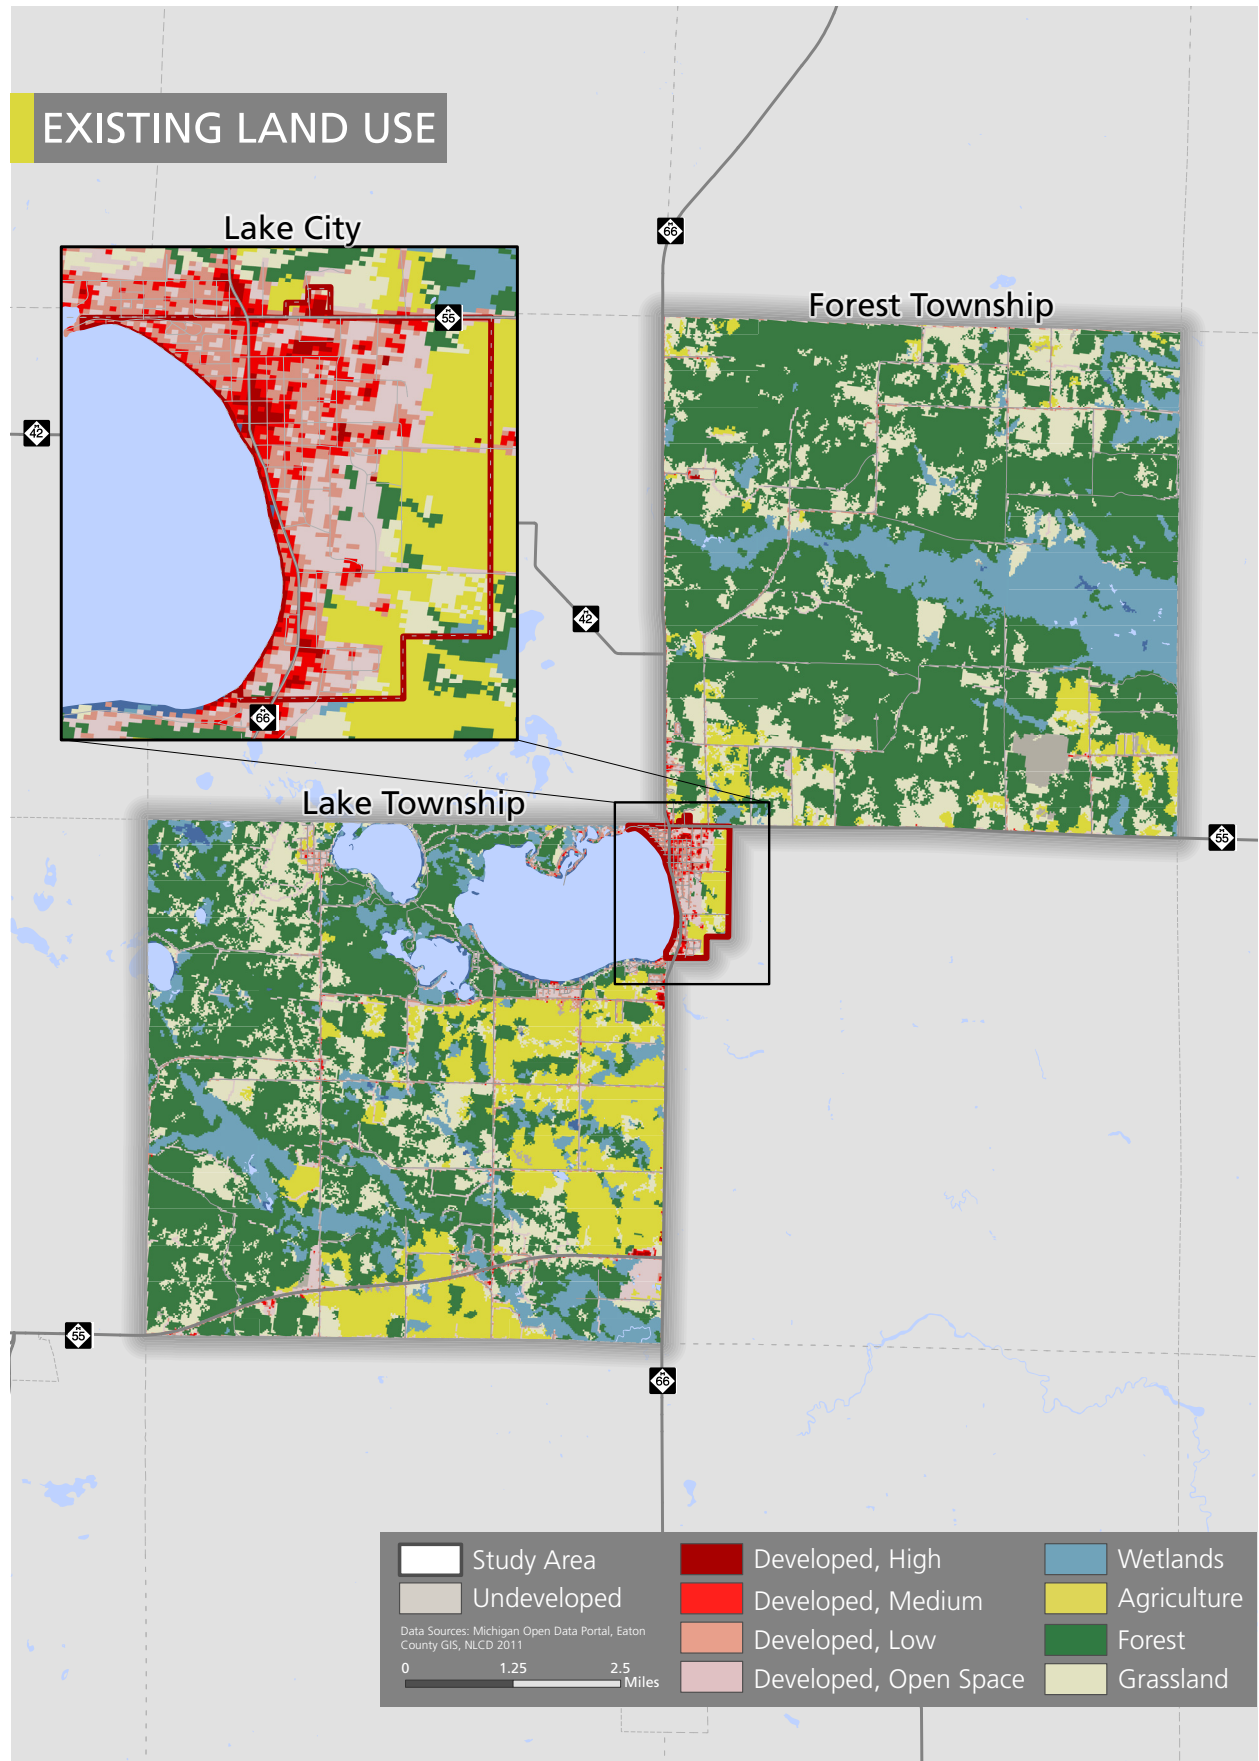 EXISTING LAND USE
M
66
Lake City
Forest Township
M
55
M
42
M
42
M
66
Lake Township
M
55
M
55
M
66
Study Area
Undeveloped
Data Sources: Michigan Open Data Portal, Eaton
County GIS, NLCD 2011
0 1.25 2.5
Miles
Developed, High
Developed, Medium
Developed, Low
Developed, Open Space
Wetlands
Agriculture
Forest
Grassland